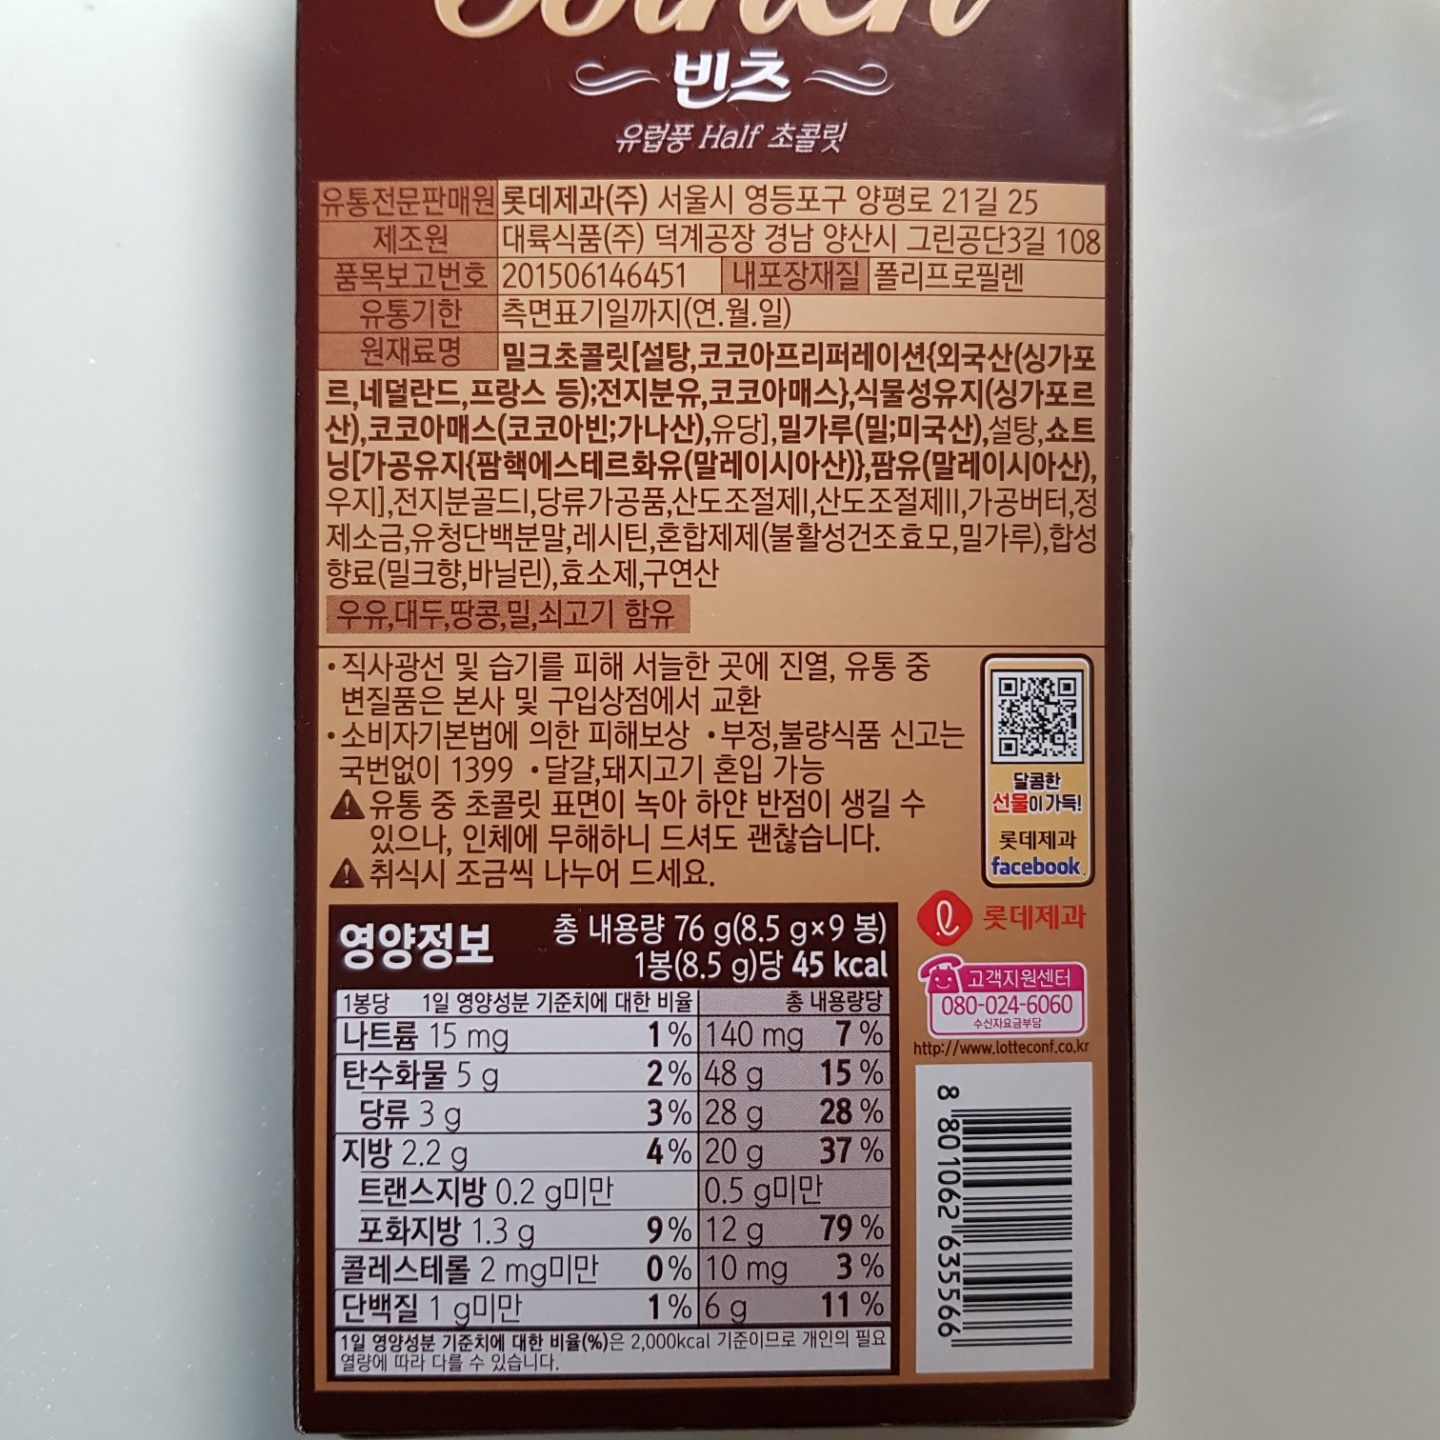 빈츠
유럽풍 Half 초콜릿
유통전문판매원 롯데제과(주) 서울시 영등포구 양평로 21길 25
제조원 대륙식품(주) 덕계공장 경남 양산시 그린공단3길 108
품목보고번호 201506146451 내포장재질 폴리프로필렌
유통기한 측면표기일까지(연.월.일)
원재료명 밀크초콜릿[설탕,코코아프리퍼레이션{외국산(싱가포
르,네덜란드,프랑스 등);전지분유,코코아매스},식물성유지(싱가포르
산),코코아매스(코코아빈;가나산),유당],밀가루(밀;미국산),설탕,쇼트
닝[가공유지{팜핵에스테르화유(말레이시아산)},팜유(말레이시아산),
우지],전지분골드I,당류가공품,산도조절제I,산도조절제II,가공버터,정
제소금,유청단백분말,레시틴,혼합제제(불활성건조효모,밀가루),합성
향료(밀크향,바닐린),효소제,구연산
우유,대두,땅콩,밀,쇠고기 함유
•직사광선 및 습기를 피해 서늘한 곳에 진열, 유통 중
변질품은 본사 및 구입상점에서 교환
•소비자기본법에 의한 피해보상 •부정,불량식품 신고는
국번없이 1399 •달걀,돼지고기 혼입 가능
유통 중 초콜릿 표면이 녹아 하얀 반점이 생길 수
있으나, 인체에 무해하니 드셔도 괜찮습니다.
취식시 조금씩 나누어 드세요.
달콤한
선물이가득!
롯데제과
facebook
롯데제과
고객지원센터
080-024-6060
수신자요금부담
http://www.lotteconf.co.kr
8 801062 635566
영양정보 총 내용량 76 g(8.5 g×9 봉)
1봉(8.5 g)당 45 kcal
1봉당 1일 영양성분 기준치에 대한 비율 총 내용량당
나트륨 15 mg 1 % 140 mg 7 %
탄수화물 5 g 2 % 48 g 15 %
당류 3 g 3 % 28 g 28 %
지방 2.2 g 4 % 20 g 37 %
트랜스지방 0.2 g미만 0.5 g미만
포화지방 1.3 g 9 % 12 g 79 %
콜레스테롤 2 mg미만 0 % 10 mg 3 %
단백질 1 g미만 1 % 6 g 11 %
1일 영양성분 기준치에 대한 비율(%)은 2,000kcal 기준이므로 개인의 필요
열량에 따라 다를 수 있습니다.